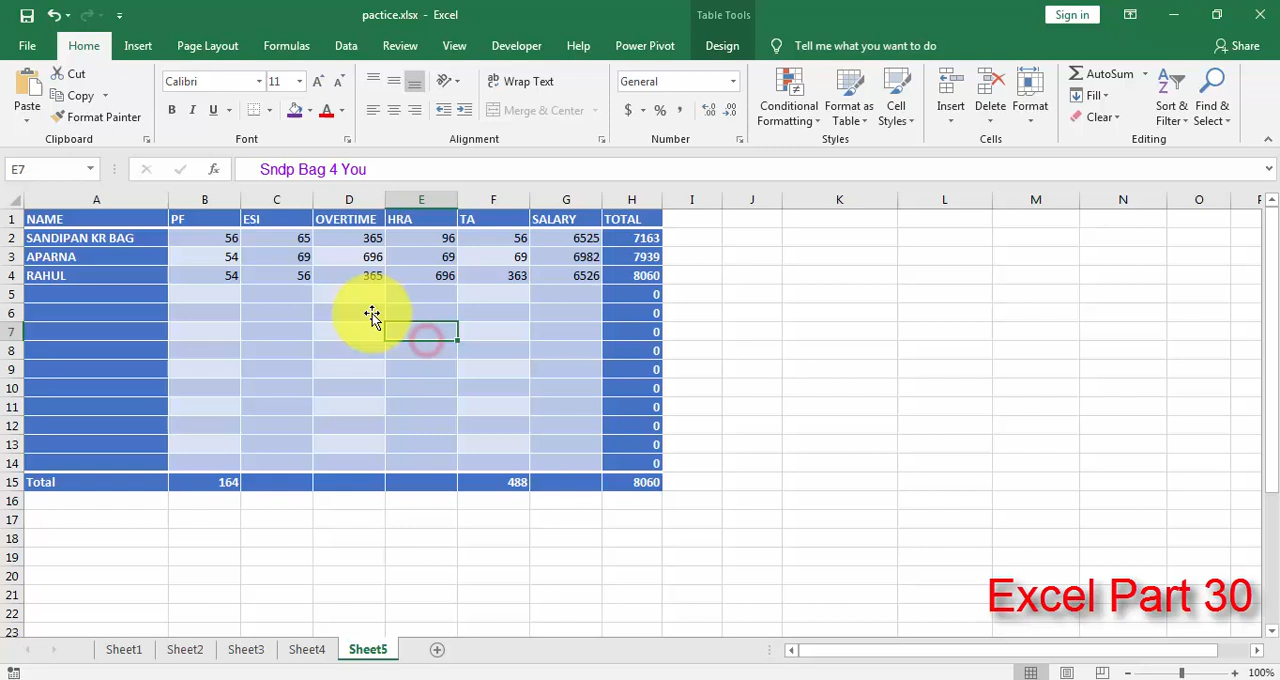 pactice.xlsx - Excel
Table Tools
Sign in
File Home Insert Page Layout Formulas Data Review View Developer Help Power Pivot Design Tell me what you want to do Share
Paste
Cut
Copy
Format Painter
Clipboard
Calibri 11
B I U
Font
Wrap Text
Merge & Center
Alignment
General
$ % ,
Number
Conditional Formatting
Format as Table
Cell Styles
Styles
Insert
Delete
Format
Cells
AutoSum
Fill
Clear
Sort & Filter
Find & Select
Editing
E7
fx
Sndp Bag 4 You
A B C D E F G H I J K L M N O P
1 NAME PF ESI OVERTIME HRA TA SALARY TOTAL
2 SANDIPAN KR BAG 56 65 365 96 56 6525 7163
3 APARNA 54 69 696 69 69 6982 7939
4 RAHUL 54 56 365 696 363 6526 8060
5 0
6 0
7 0
8 0
9 0
10 0
11 0
12 0
13 0
14 0
15 Total 164 488 8060
16
17
18
19
20
21
22
23
Excel Part 30
Sheet1 Sheet2 Sheet3 Sheet4 Sheet5
100%